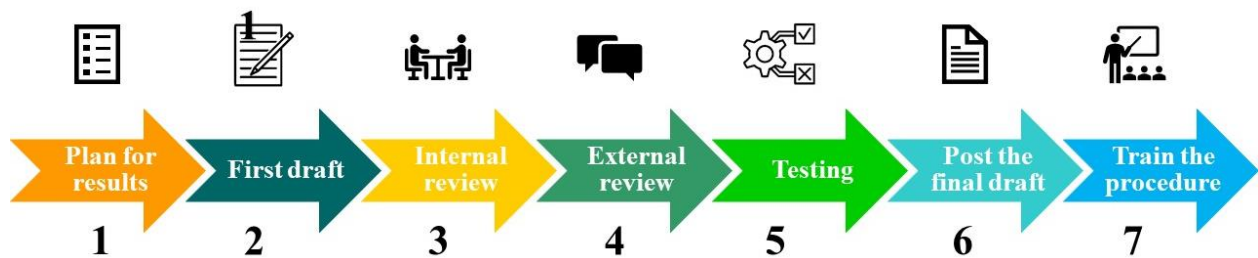 1
Plan for
results
First draft
Internal
review
External
review
Testing
Post the
final draft
Train the
procedure
1
2
3
4
5
6
7